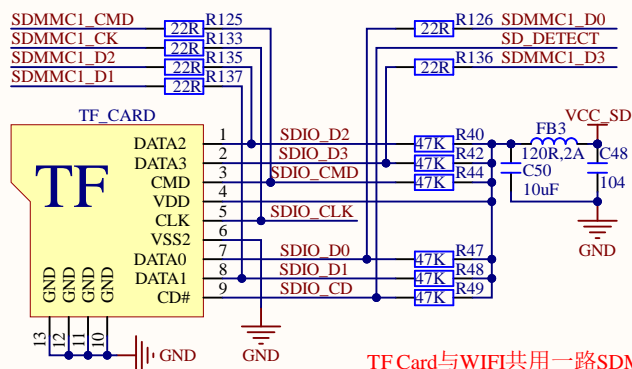 SDMMC1_CMD 22R R125
SDMMC1_CK 22R R133
SDMMC1_D2 22R R135
SDMMC1_D1 22R R137
22R R126 SDMMC1_D0
SD_DETECT
22R R136 SDMMC1_D3
TF_CARD
TF
DATA2 1 SDIO_D2 47K R40
DATA3 2 SDIO_D3 47K R42
CMD 3 SDIO_CMD 47K R44
VDD 4
CLK 5 SDIO_CLK
VSS2 6
DATA0 7 SDIO_D0 47K R47
DATA1 8 SDIO_D1 47K R48
CD# 9 SDIO_CD 47K R49
VCC_SD
FB3
120R,2A
C50
10uF
C48
104
GND
GND GND GND GND
13 12 11 10
GND
GND
TF Card与WIFI共用一路SDM